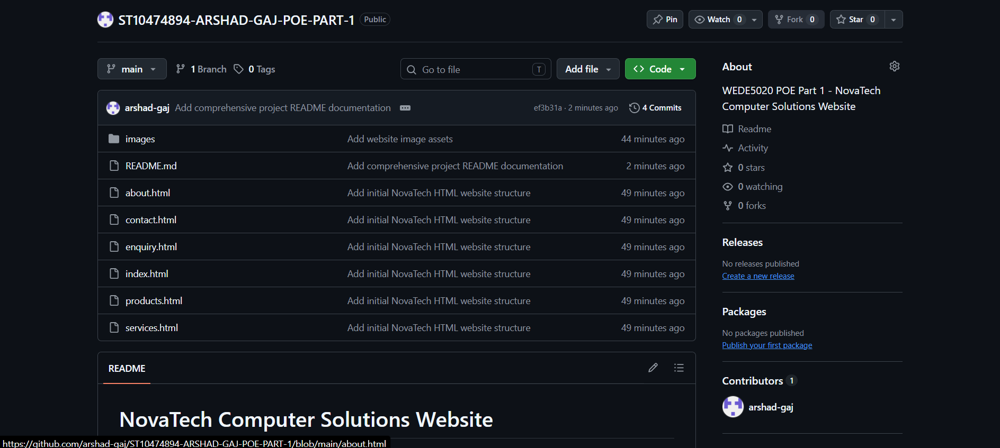 ST10474894-ARSHAD-GAJ-POE-PART-1 Public
Pin Watch 0 Fork 0 Star 0
main 1 Branch 0 Tags Go to file T Add file Code
arshad-gaj Add comprehensive project README documentation ef3b31a · 2 minutes ago 4 Commits
images Add website image assets 44 minutes ago
README.md Add comprehensive project README documentation 2 minutes ago
about.html Add initial NovaTech HTML website structure 49 minutes ago
contact.html Add initial NovaTech HTML website structure 49 minutes ago
enquiry.html Add initial NovaTech HTML website structure 49 minutes ago
index.html Add initial NovaTech HTML website structure 49 minutes ago
products.html Add initial NovaTech HTML website structure 49 minutes ago
services.html Add initial NovaTech HTML website structure 49 minutes ago
README
NovaTech Computer Solutions Website
About
WEDE5020 POE Part 1 - NovaTech
Computer Solutions Website
Readme
Activity
0 stars
0 watching
0 forks
Releases
No releases published
Create a new release
Packages
No packages published
Publish your first package
Contributors 1
arshad-gaj
https://github.com/arshad-gaj/ST10474894-ARSHAD-GAJ-POE-PART-1/blob/main/about.html